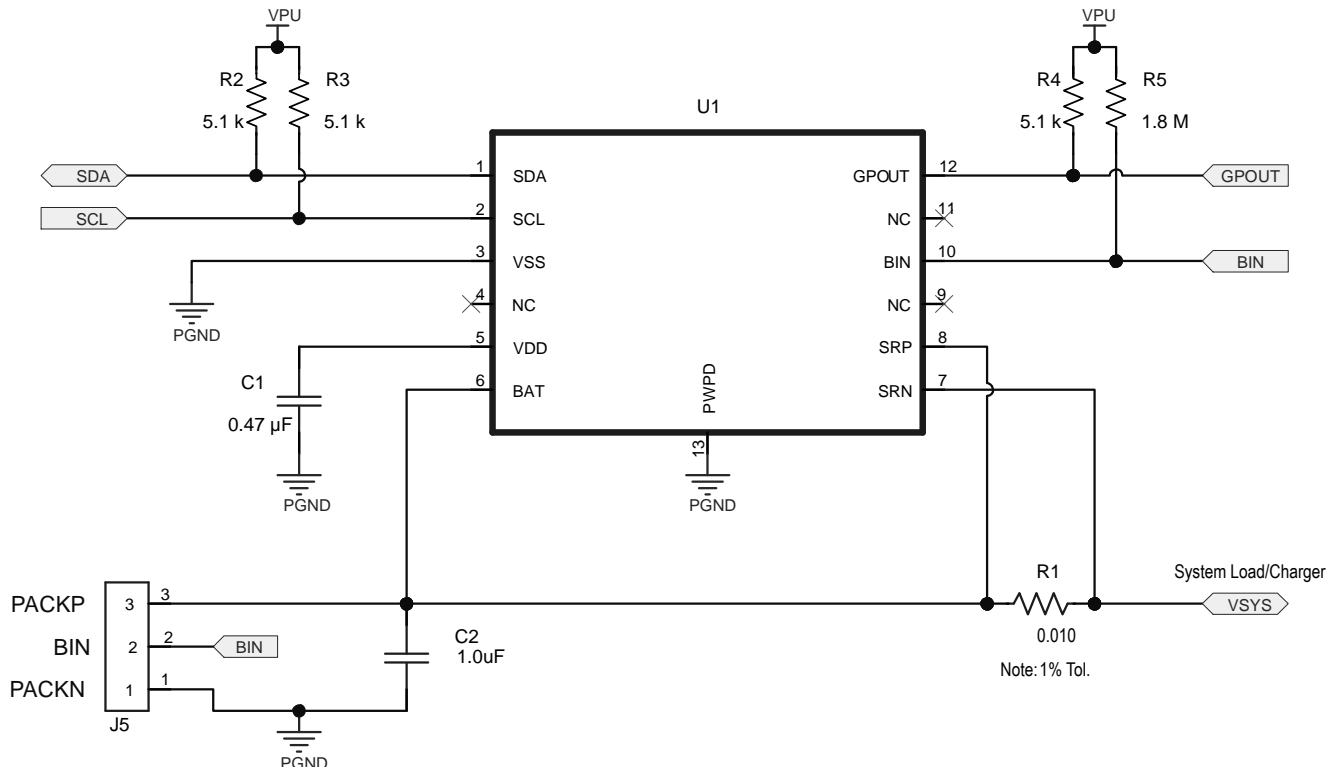 VPU
R2
5.1 k
R3
5.1 k
SDA
SCL
VPU
R4
5.1 k
R5
1.8 M
GPOUT
BIN
U1
1 SDA
2 SCL
3 VSS
4 NC
5 VDD
6 BAT
GPOUT 12
NC 11
BIN 10
NC 9
SRP 8
SRN 7
PWPD
13
PGND
PGND
C1
0.47 µF
PGND
PACKP 3 3
BIN 2 2 BIN
PACKN 1 1
J5
C2
1.0uF
PGND
R1
0.010
Note: 1% Tol.
System Load/Charger
VSYS